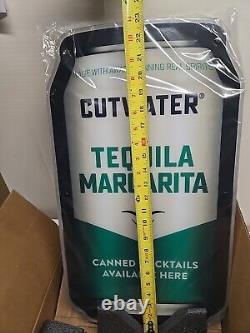 CUTWATER®
TEQUILA
MARGARITA
CANNED COCKTAILS
AVAILABLE HERE
ebay